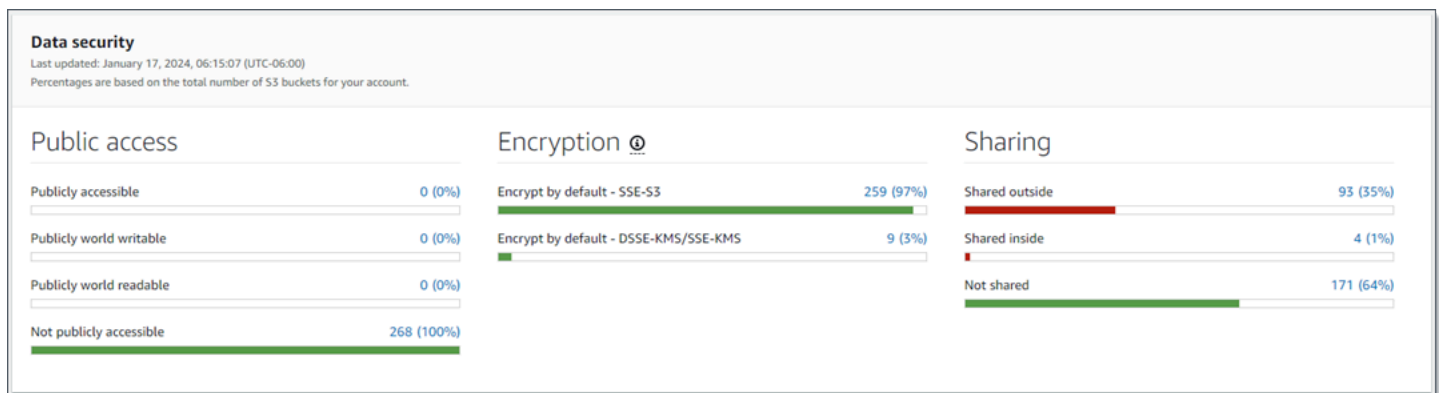 Data security
Last updated: January 17, 2024, 06:15:07 (UTC-06:00)
Percentages are based on the total number of S3 buckets for your account.
Public access
Publicly accessible 0 (0%)
Publicly world writable 0 (0%)
Publicly world readable 0 (0%)
Not publicly accessible 268 (100%)
Encryption
Encrypt by default - SSE-S3 259 (97%)
Encrypt by default - DSSE-KMS/SSE-KMS 9 (3%)
Sharing
Shared outside 93 (35%)
Shared inside 4 (1%)
Not shared 171 (64%)